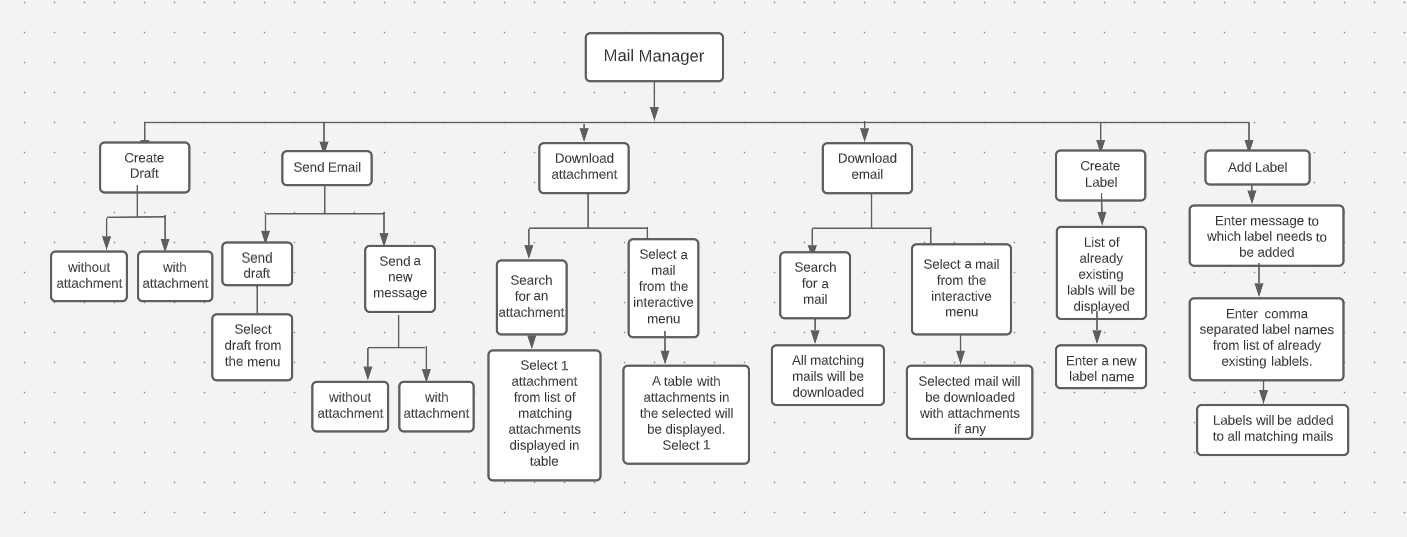 Mail Manager
Create
Draft
Send Email
Download
attachment
Download
email
Create
Label
Add Label
without
attachment
with
attachment
Send
draft
Select
draft from
the menu
Send a
new
message
without
attachment
with
attachment
Search
for an
attachment
Select 1
attachment
from list of
matching
attachments
displayed in
table
Select a
mail
from the
interactive
menu
A table with
attachments in
the selected will
be displayed.
Select 1
Search
for a
mail
All matching
mails will be
downloaded
Select a mail
from the
interactive
menu
Selected mail will
be downloaded
with attachments
if any
List of
already
existing
labls will be
displayed
Enter a new
label name
Enter message to
which label needs to
be added
Enter comma
separated label names
from list of already
existing lablels.
Labels will be added
to all matching mails